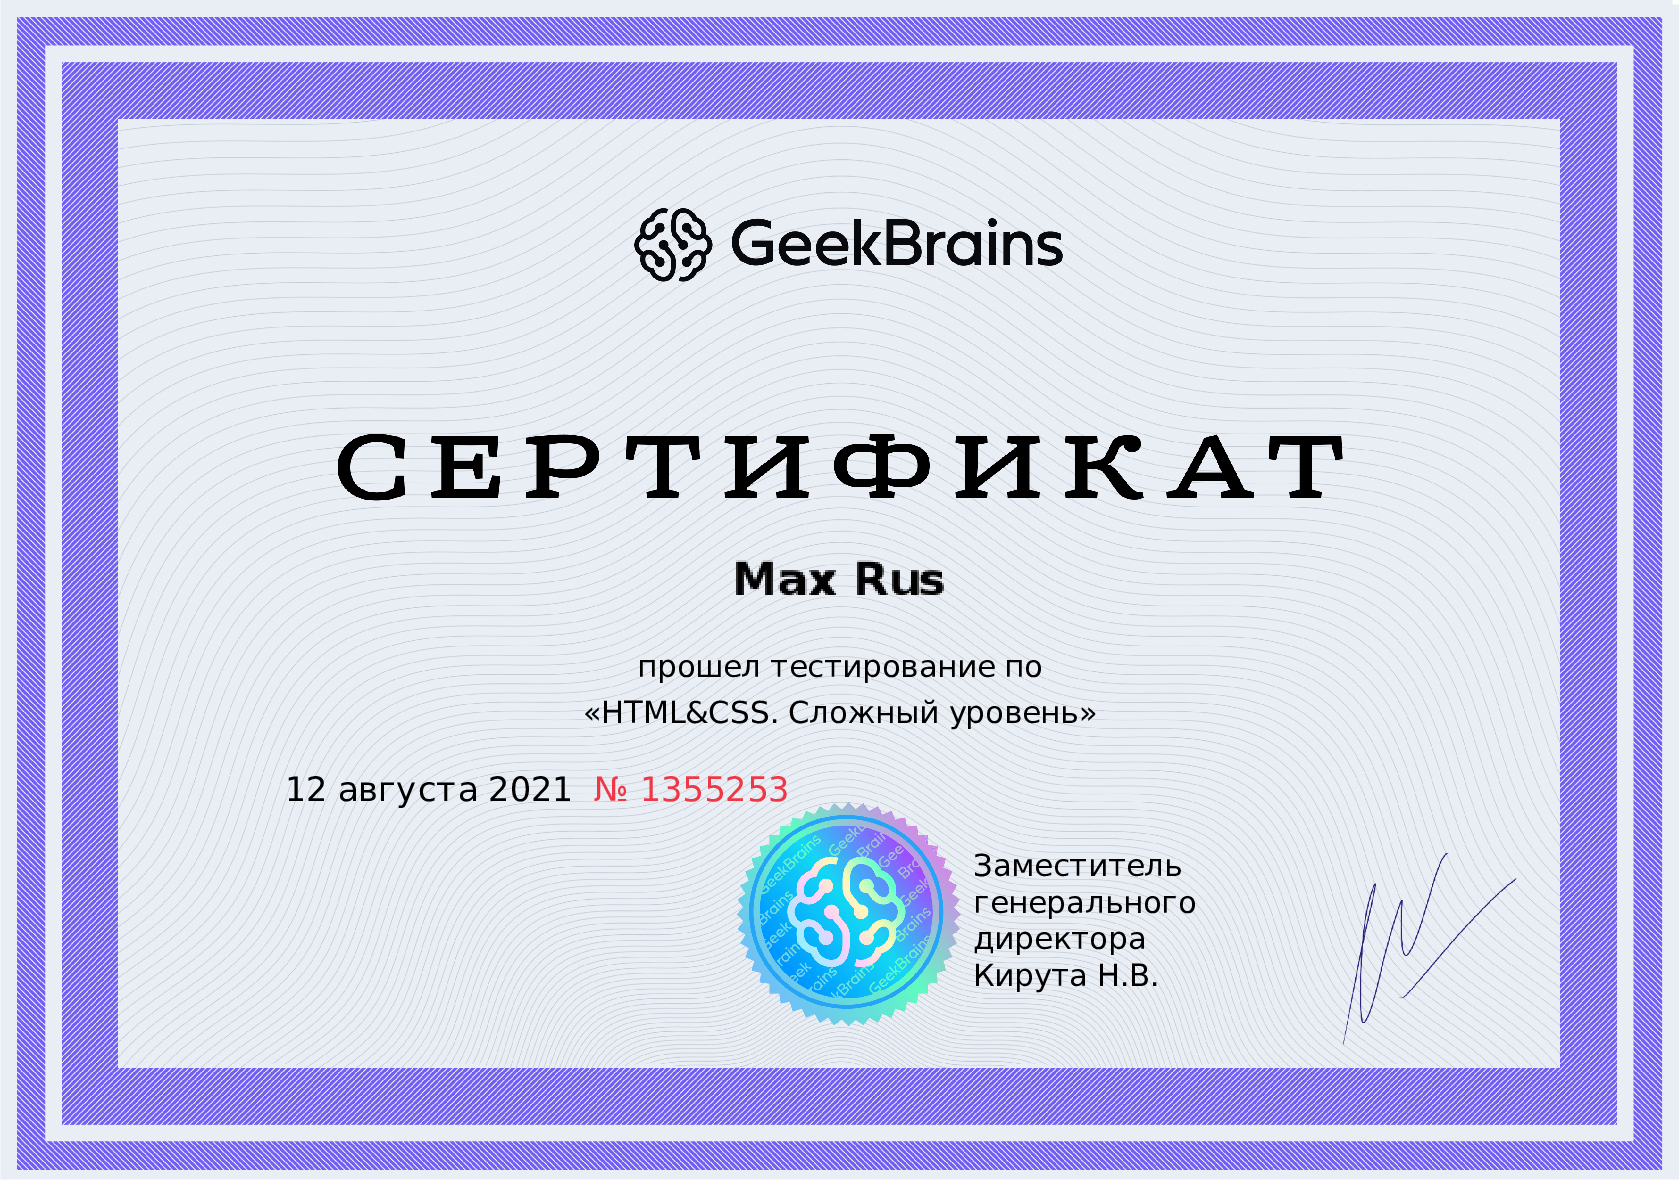 GeekBrains
СЕРТИФИКАТ
Max Rus
прошел тестирование по
«HTML&CSS. Сложный уровень»
12 августа 2021 № 1355253
Заместитель
генерального
директора
Кирута Н.В.